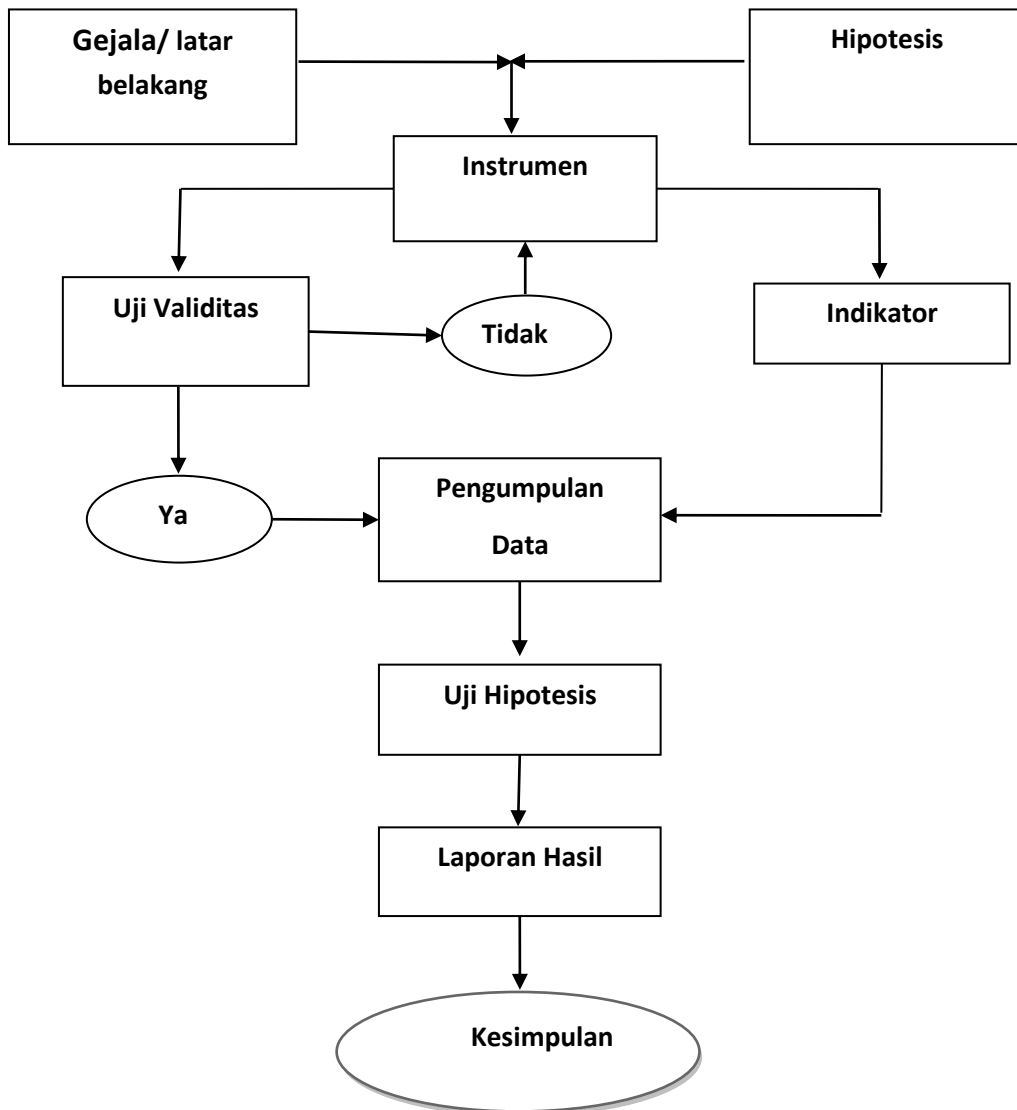 Gejala/ latar
belakang
Hipotesis
Instrumen
Uji Validitas
Tidak
Indikator
Ya
Pengumpulan
Data
Uji Hipotesis
Laporan Hasil
Kesimpulan